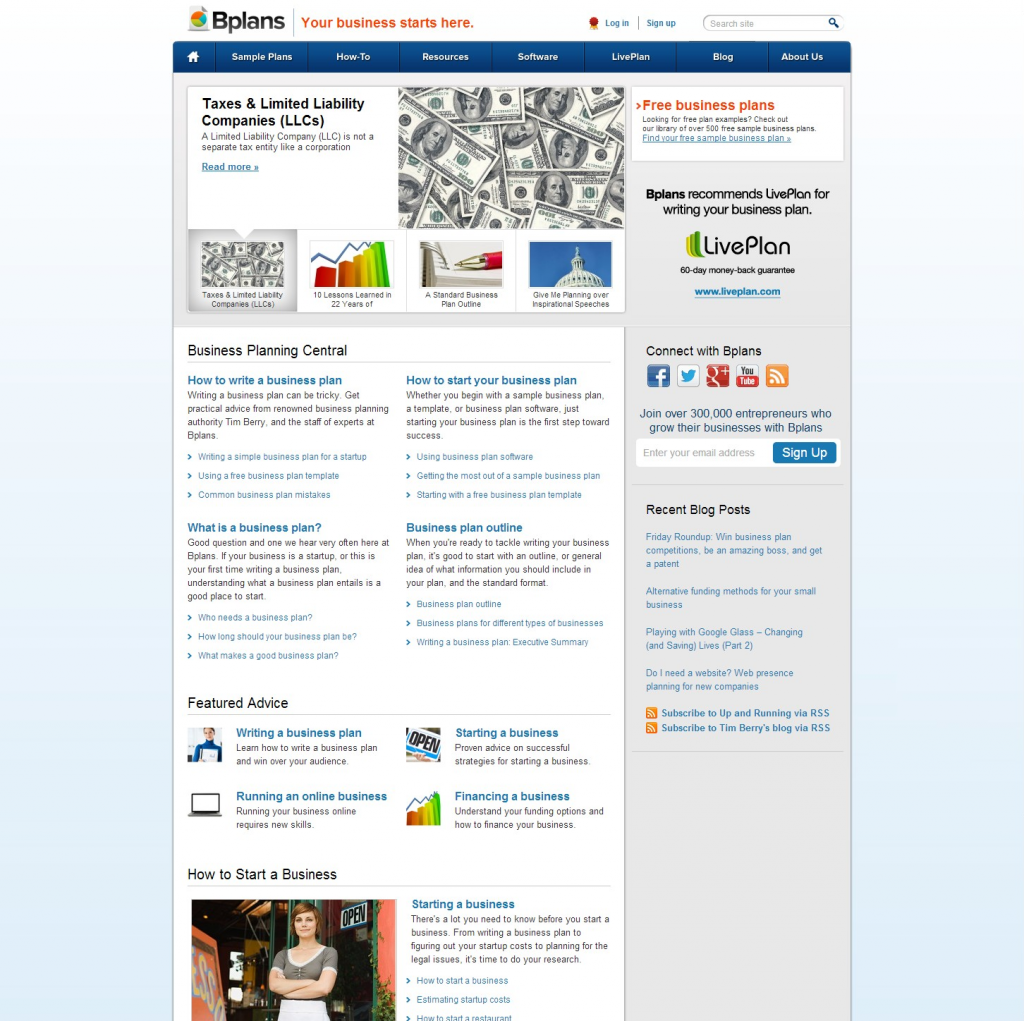 Bplans
Your business starts here.
Log in
Sign up
Search site
Sample Plans
How-To
Resources
Software
LivePlan
Blog
About Us
Taxes & Limited Liability
Companies (LLCs)
A Limited Liability Company (LLC) is not a
separate tax entity like a corporation
Read more »
Taxes & Limited Liability
Companies (LLCs)
10 Lessons Learned in
22 Years of
A Standard Business
Plan Outline
Give Me Planning over
Inspirational Speeches
Free business plans
Looking for free plan examples? Check out
our library of over 500 free sample business plans.
Find your free sample business plan »
Bplans recommends LivePlan for
writing your business plan.
LivePlan
60-day money-back guarantee
www.liveplan.com
Business Planning Central
How to write a business plan
Writing a business plan can be tricky. Get
practical advice from renowned business planning
authority Tim Berry, and the staff of experts at
Bplans.
Writing a simple business plan for a startup
Using a free business plan template
Common business plan mistakes
How to start your business plan
Whether you begin with a sample business plan,
a template, or business plan software, just
starting your business plan is the first step toward
success.
Using business plan software
Getting the most out of a sample business plan
Starting with a free business plan template
What is a business plan?
Good question and one we hear very often here at
Bplans. If your business is a startup, or this is
your first time writing a business plan,
understanding what a business plan entails is a
good place to start.
Who needs a business plan?
How long should your business plan be?
What makes a good business plan?
Business plan outline
When you're ready to tackle writing your business
plan, it's good to start with an outline, or general
idea of what information you should include in
your plan, and the standard format.
Business plan outline
Business plans for different types of businesses
Writing a business plan: Executive Summary
Featured Advice
Writing a business plan
Learn how to write a business plan
and win over your audience.
OPEN
Starting a business
Proven advice on successful
strategies for starting a business.
Running an online business
Running your business online
requires new skills.
Financing a business
Understand your funding options and
how to finance your business.
How to Start a Business
OPEN
Starting a business
There's a lot you need to know before you start a
business. From writing a business plan to
figuring out your startup costs to planning for the
legal issues, it's time to do your research.
How to start a business
Estimating startup costs
How to start a restaurant
Connect with Bplans
You
Tube
Join over 300,000 entrepreneurs who
grow their businesses with Bplans
Enter your email address
Sign Up
Recent Blog Posts
Friday Roundup: Win business plan
competitions, be an amazing boss, and get
a patent
Alternative funding methods for your small
business
Playing with Google Glass – Changing
(and Saving) Lives (Part 2)
Do I need a website? Web presence
planning for new companies
Subscribe to Up and Running via RSS
Subscribe to Tim Berry's blog via RSS